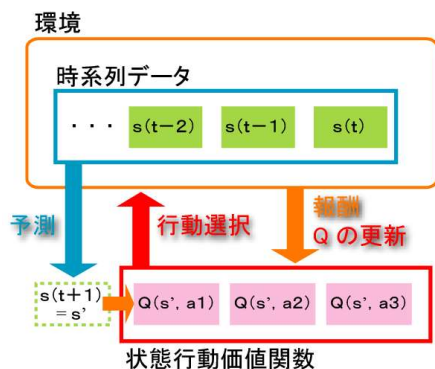 環境
時系列データ
・・・ s(t－2) s(t－1) s(t)
予測
行動選択
報酬
Q の更新
s(t＋1)
＝ s'
Q(s', a1) Q(s', a2) Q(s', a3)
状態行動価値関数